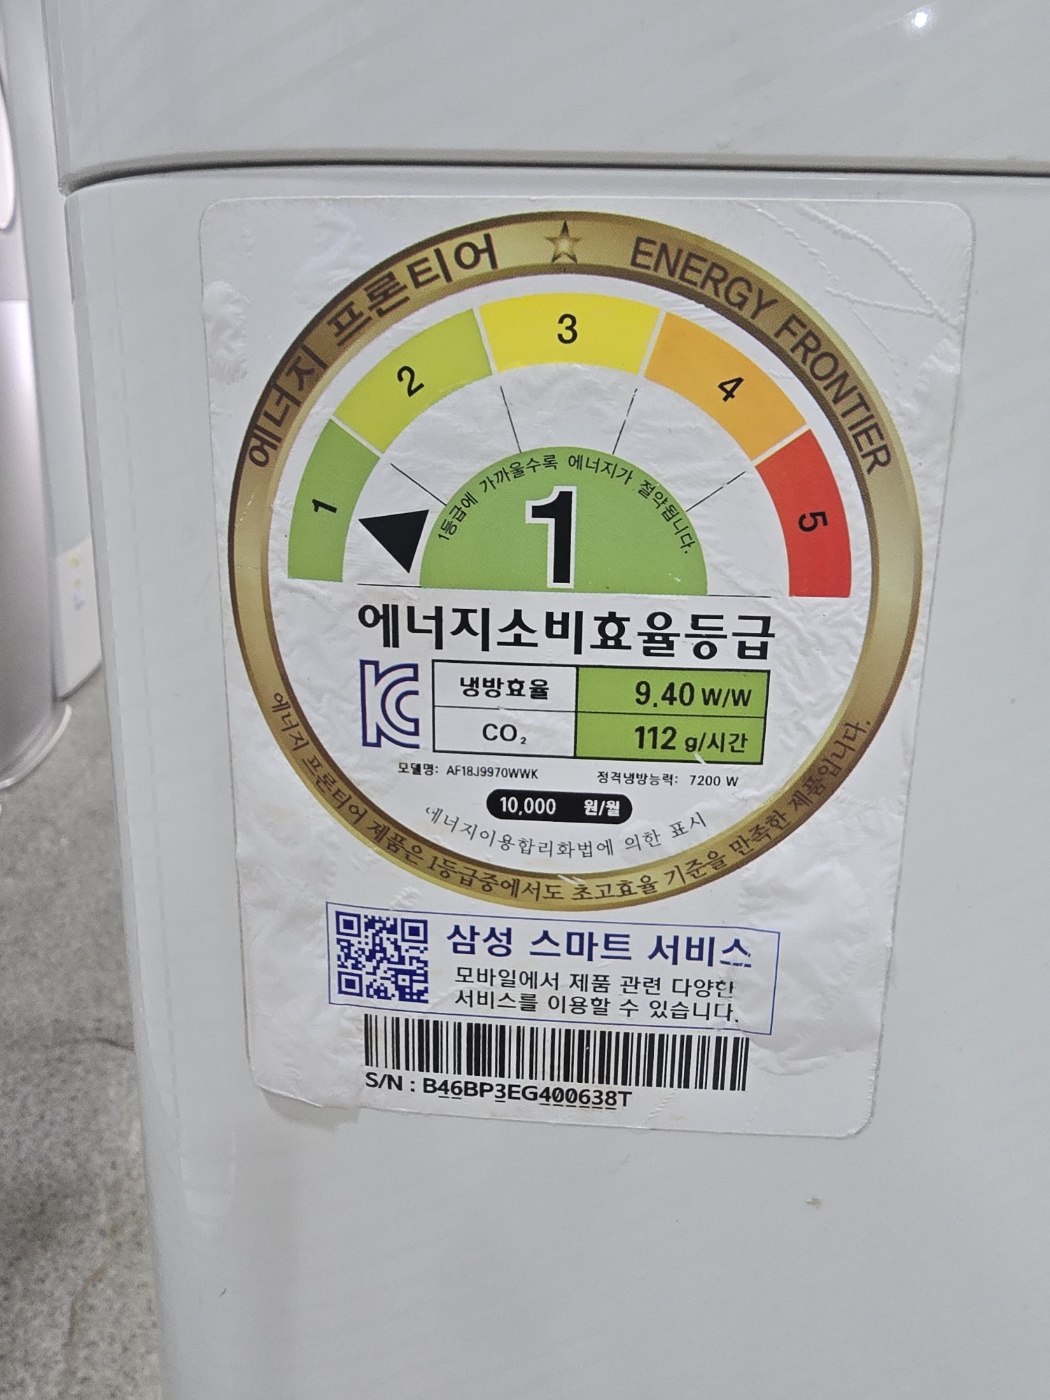 에너지 프론티어 ☆ ENERGY FRONTIER
1 2 3 4 5
1등급에 가까울수록 에너지가 절약됩니다.
1
에너지소비효율등급
냉방효율 9.40 W/W
CO₂ 112 g/시간
모델명: AF18J9970WWK 정격냉방능력: 7200 W
10,000 원/월
에너지이용합리화법에 의한 표시
에너지 프론티어 제품은 1등급중에서도 초고효율 기준을 만족한 제품입니다.
삼성 스마트 서비스
모바일에서 제품 관련 다양한
서비스를 이용할 수 있습니다.
S/N : B46BP3EG400638T